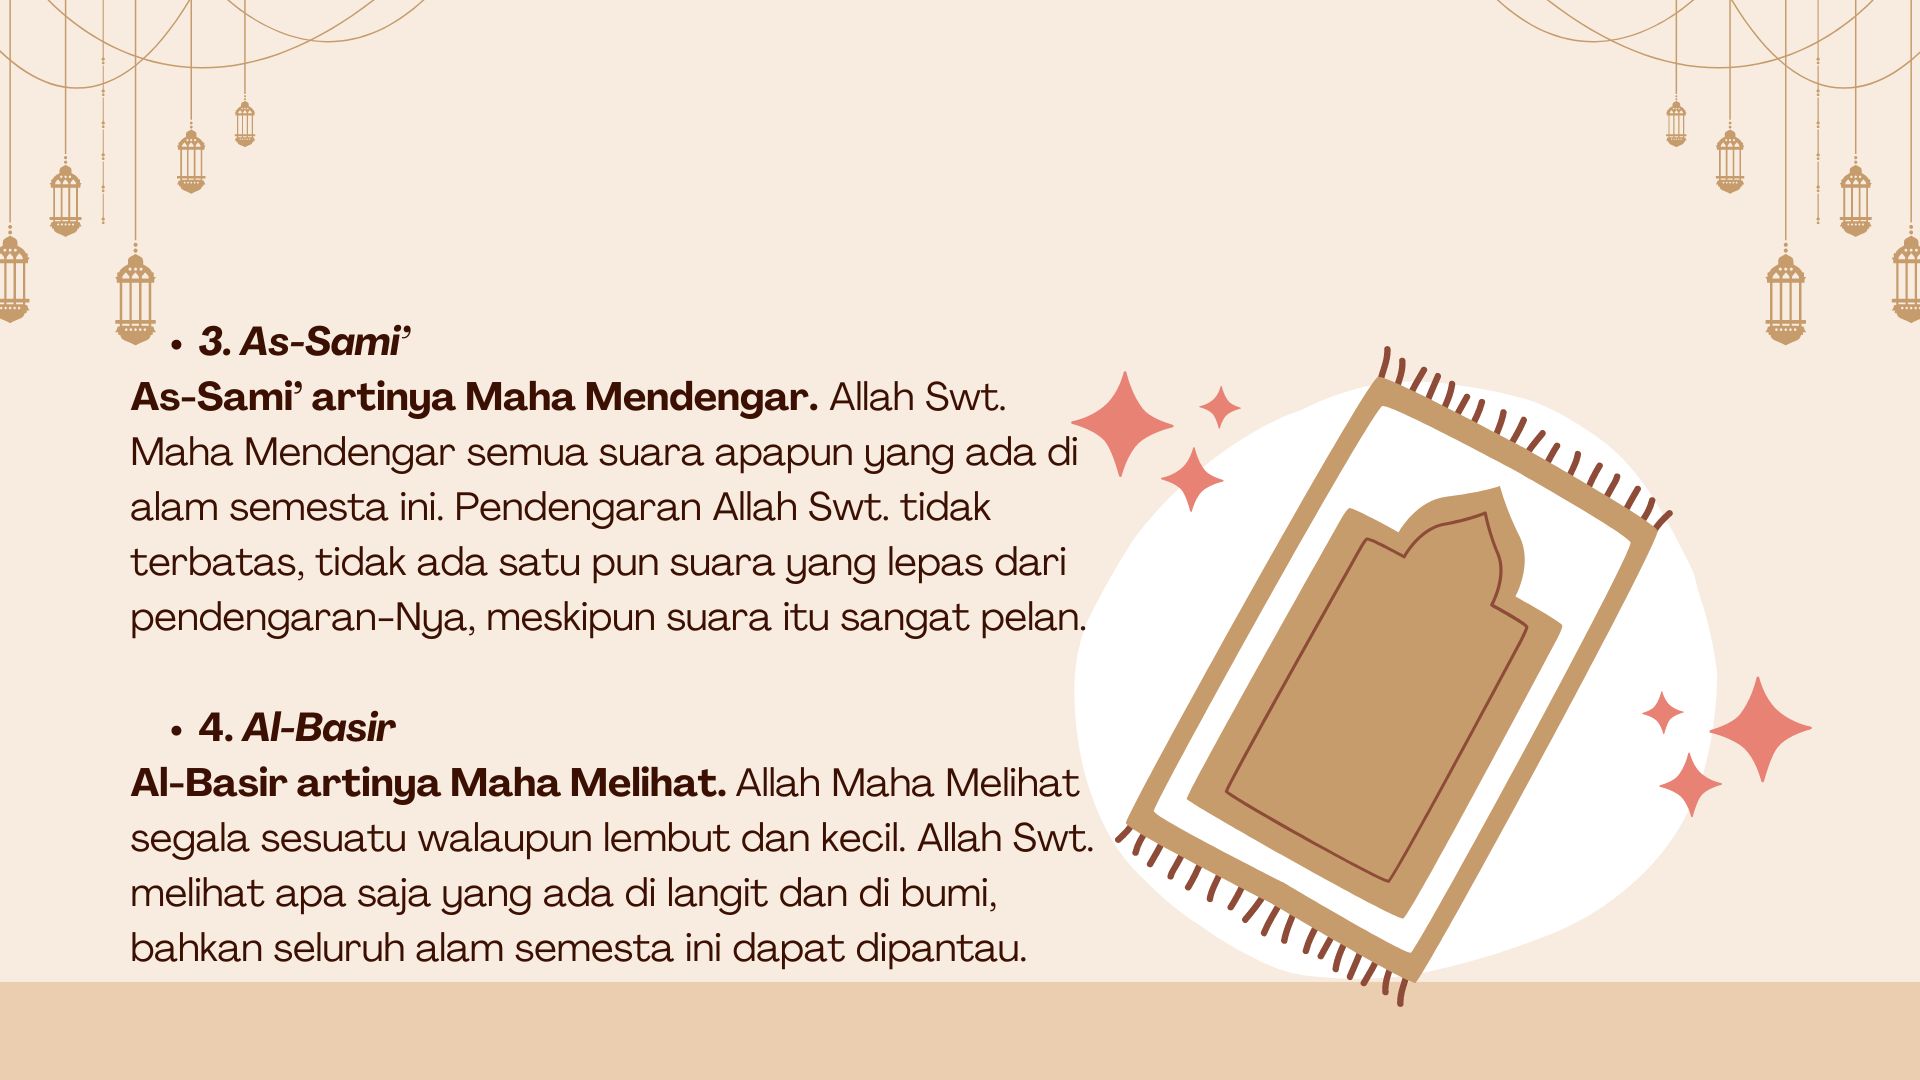 • 3. As-Sami’
As-Sami’ artinya Maha Mendengar. Allah Swt.
Maha Mendengar semua suara apapun yang ada di
alam semesta ini. Pendengaran Allah Swt. tidak
terbatas, tidak ada satu pun suara yang lepas dari
pendengaran-Nya, meskipun suara itu sangat pelan.
• 4. Al-Basir
Al-Basir artinya Maha Melihat. Allah Maha Melihat
segala sesuatu walaupun lembut dan kecil. Allah Swt.
melihat apa saja yang ada di langit dan di bumi,
bahkan seluruh alam semesta ini dapat dipantau.